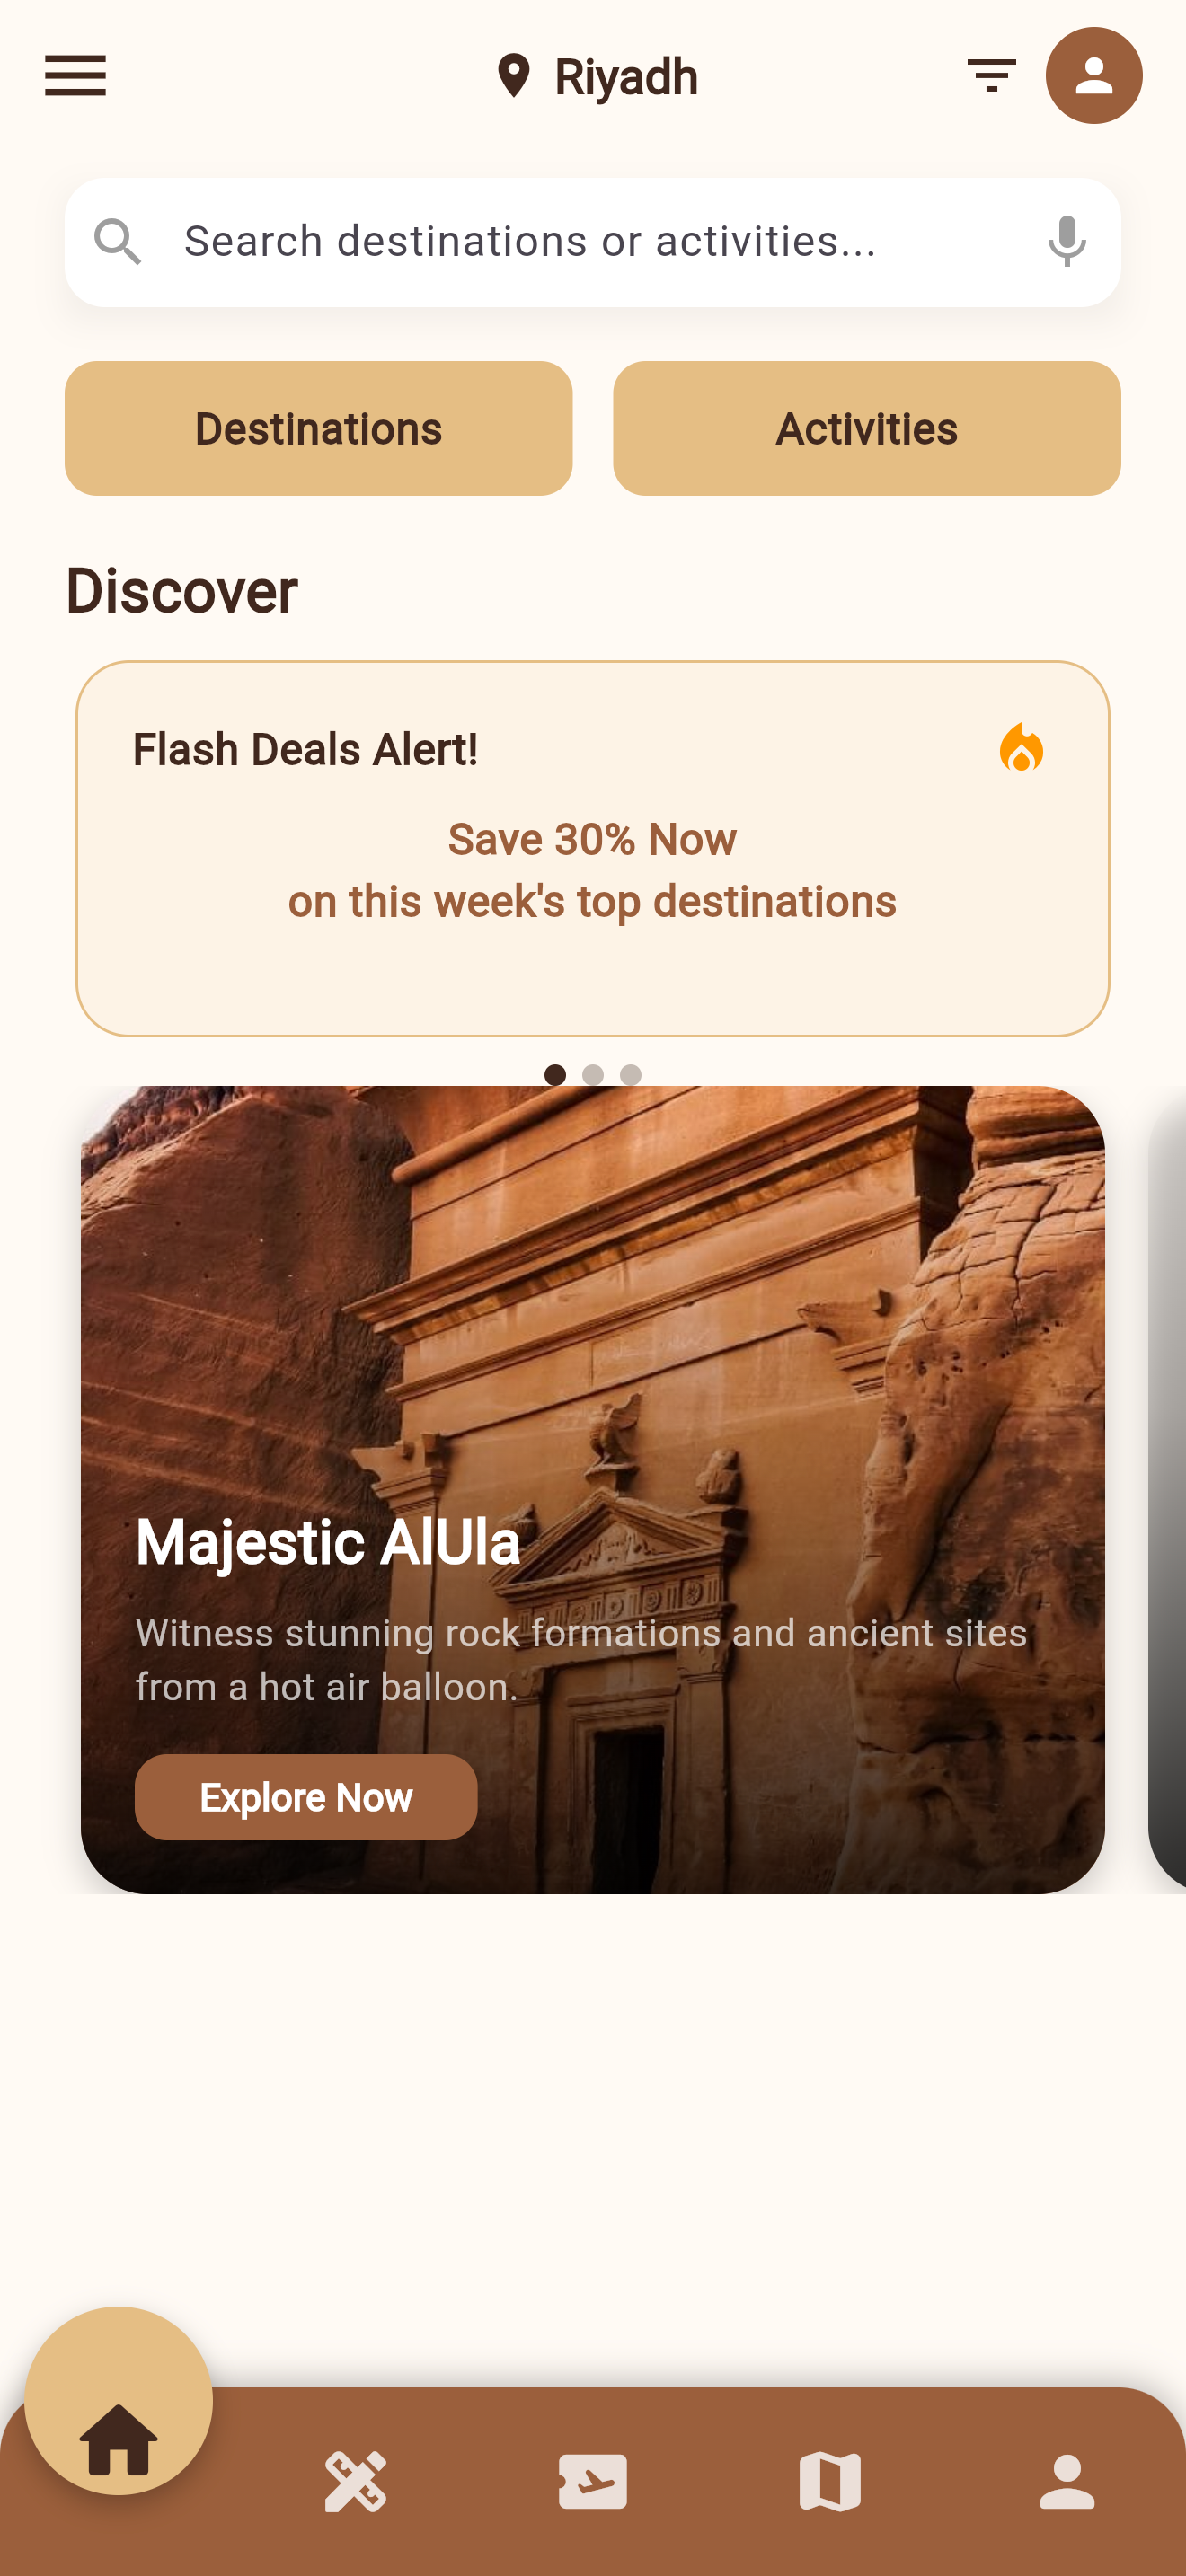 Riyadh
Search destinations or activities...
Destinations
Activities
Discover
Flash Deals Alert!
Save 30% Now
on this week's top destinations
Majestic AlUla
Witness stunning rock formations and ancient sites
from a hot air balloon.
Explore Now